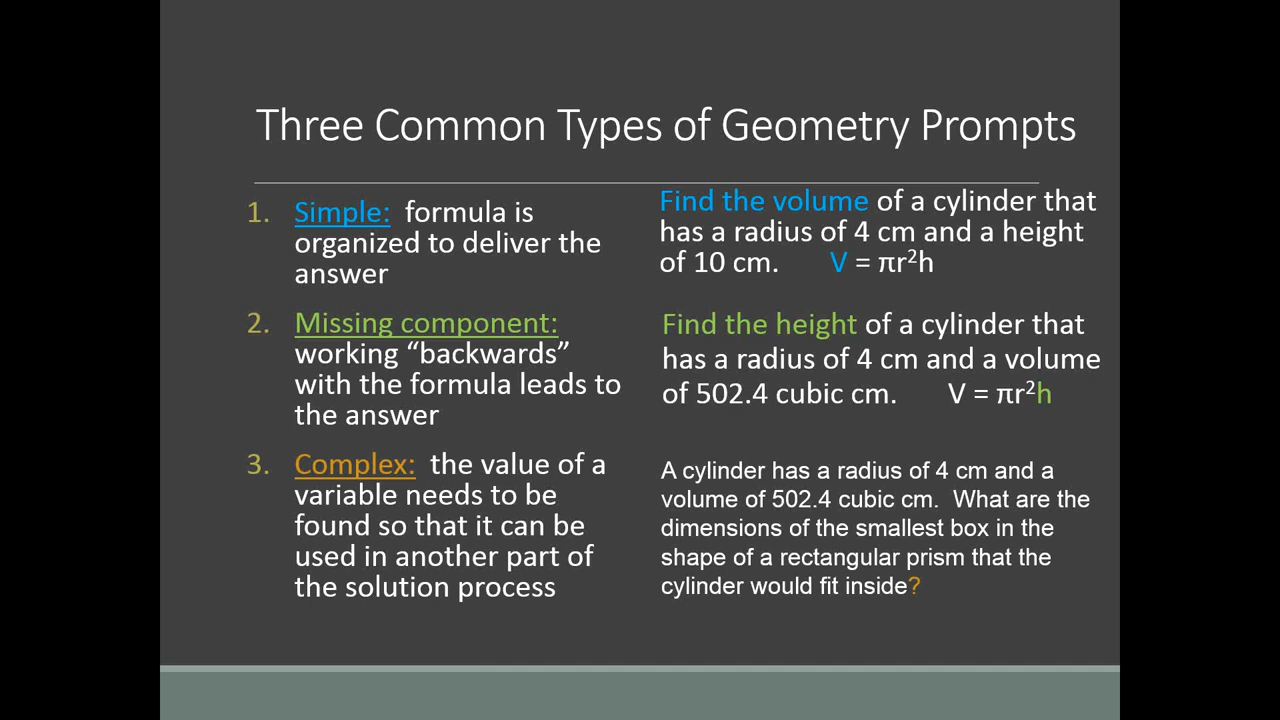 Three Common Types of Geometry Prompts
1. Simple: formula is
organized to deliver the
answer
Find the volume of a cylinder that
has a radius of 4 cm and a height
of 10 cm. V = πr²h
2. Missing component:
working “backwards”
with the formula leads to
the answer
Find the height of a cylinder that
has a radius of 4 cm and a volume
of 502.4 cubic cm. V = πr²h
3. Complex: the value of a
variable needs to be
found so that it can be
used in another part of
the solution process
A cylinder has a radius of 4 cm and a
volume of 502.4 cubic cm. What are the
dimensions of the smallest box in the
shape of a rectangular prism that the
cylinder would fit inside?